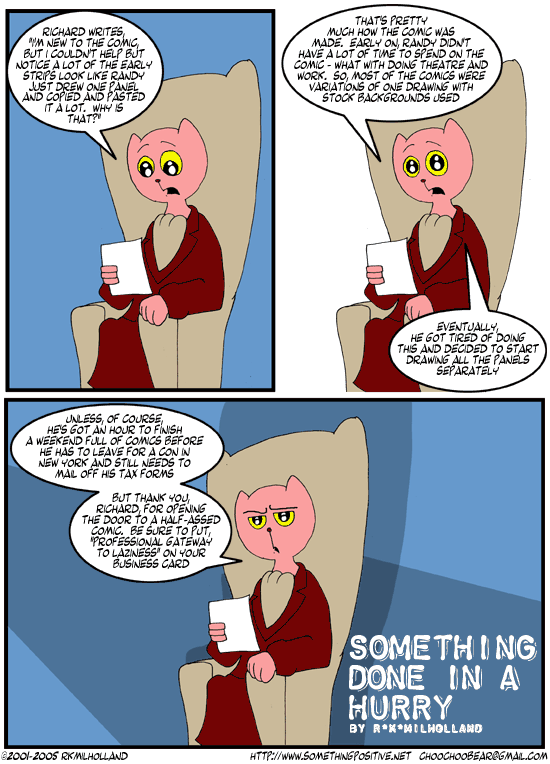 RICHARD WRITES,
"I'M NEW TO THE COMIC,
BUT I COULDN'T HELP BUT
NOTICE A LOT OF THE EARLY
STRIPS LOOK LIKE RANDY
JUST DREW ONE PANEL
AND COPIED AND PASTED
IT A LOT. WHY IS
THAT?"
THAT'S PRETTY
MUCH HOW THE COMIC WAS
MADE. EARLY ON, RANDY DIDN'T
HAVE A LOT OF TIME TO SPEND ON THE
COMIC - WHAT WITH DOING THEATRE AND
WORK. SO, MOST OF THE COMICS WERE
VARIATIONS OF ONE DRAWING WITH
STOCK BACKGROUNDS USED
EVENTUALLY,
HE GOT TIRED OF DOING
THIS AND DECIDED TO START
DRAWING ALL THE PANELS
SEPARATELY
UNLESS, OF COURSE,
HE'S GOT AN HOUR TO FINISH
A WEEKEND FULL OF COMICS BEFORE
HE HAS TO LEAVE FOR A CON IN
NEW YORK AND STILL NEEDS TO
MAIL OFF HIS TAX FORMS
BUT THANK YOU,
RICHARD, FOR OPENING
THE DOOR TO A HALF-ASSED
COMIC. BE SURE TO PUT,
"PROFESSIONAL GATEWAY
TO LAZINESS" ON YOUR
BUSINESS CARD
SOMETHING
DONE IN A
HURRY
BY R*K*MILHOLLAND
©2001-2005 RKMILHOLLAND HTTP://WWW.SOMETHINGPOSITIVE.NET CHOOCHOOBEAR@GMAIL.COM